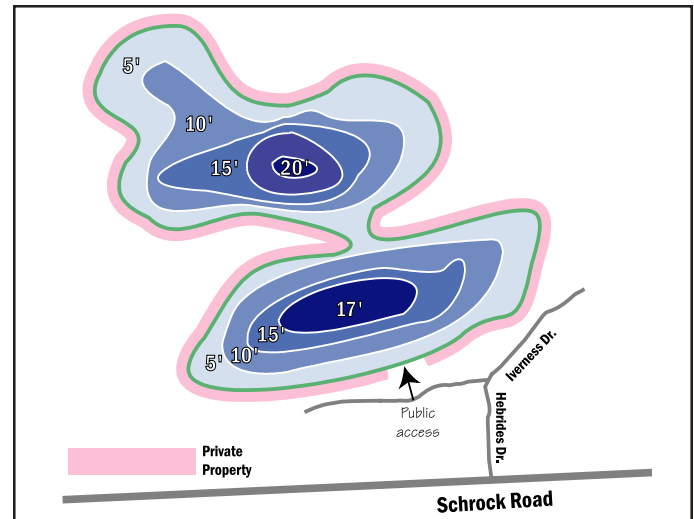 5'
10'
15'
20'
17'
15'
10'
5'
Iverness Dr.
Hebrides Dr.
Public
access
Private
Property
Schrock Road